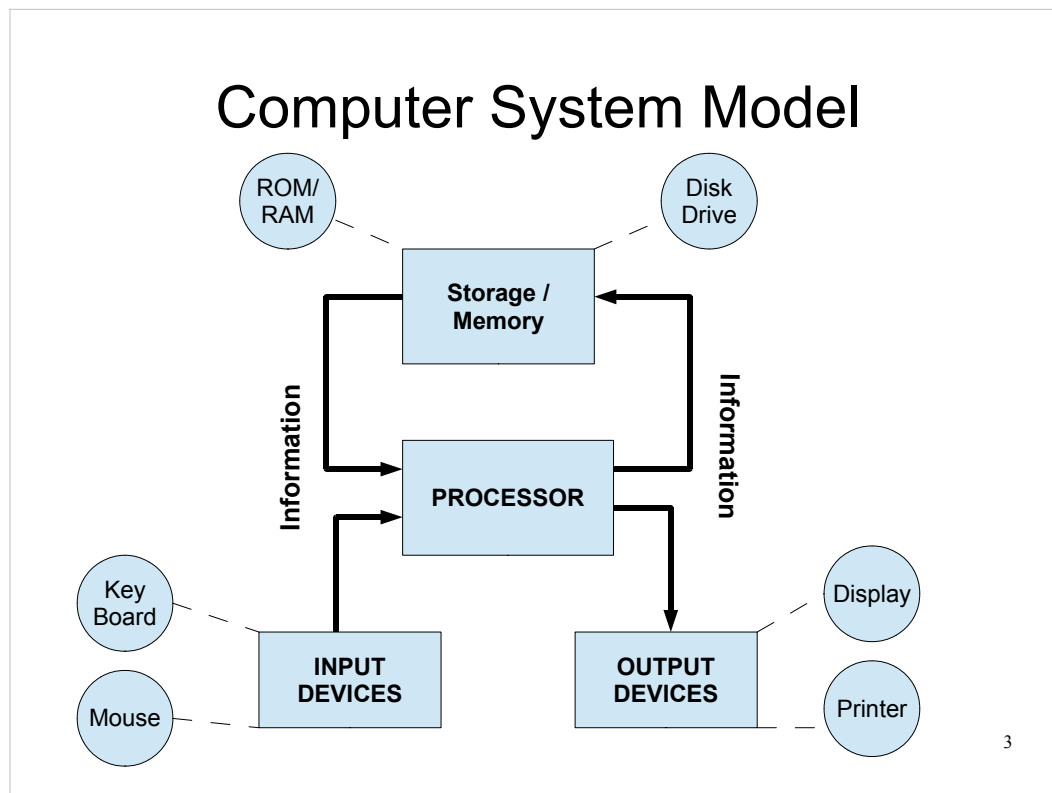 Computer System Model
ROM/
RAM
Disk
Drive
Storage /
Memory
Information
Information
PROCESSOR
Key
Board
Display
INPUT
DEVICES
OUTPUT
DEVICES
Mouse
Printer
3